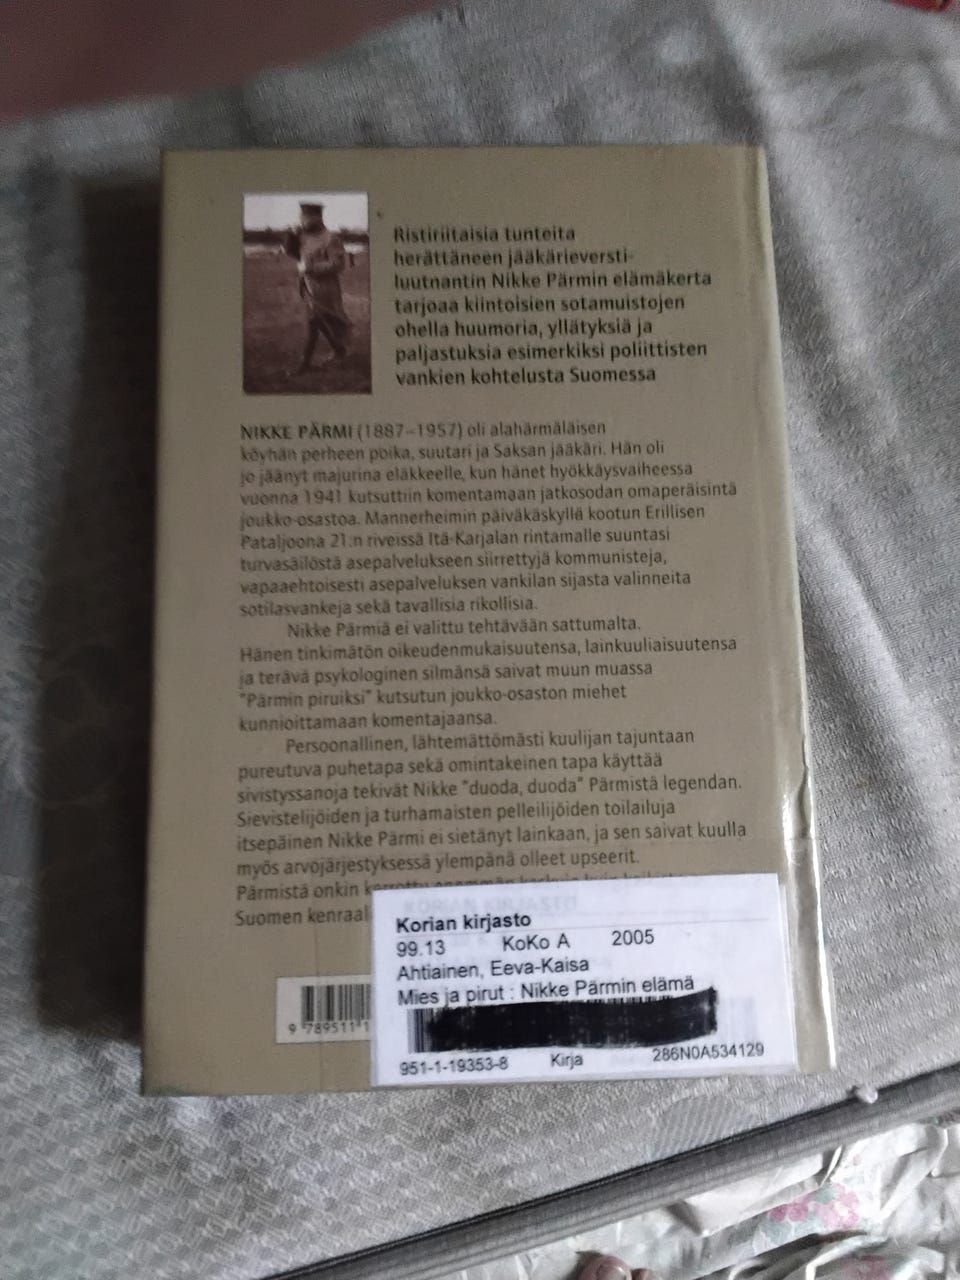 Ristiriitaisia tunteita
herättäneen jääkärieversti-
luutnantin Nikke Pärmin elämäkerta
tarjoaa kiintoisien sotamuistojen
ohella huumoria, yllätyksiä ja
paljastuksia esimerkiksi poliittisten
vankien kohtelusta Suomessa
NIKKE PÄRMI (1887–1957) oli alahärmäläisen
köyhän perheen poika, suutari ja Saksan jääkäri. Hän oli
jo jäänyt majurina eläkkeelle, kun hänet hyökkäysvaiheessa
vuonna 1941 kutsuttiin komentamaan jatkosodan omaperäisintä
joukko-osastoa. Mannerheimin päiväkäskyllä kootun Erillisen
Pataljoona 21:n riveissä Itä-Karjalan rintamalle suuntasi
turvasäilöstä asepalvelukseen siirrettyjä kommunisteja,
vapaaehtoisesti asepalveluksen vankilan sijasta valinneita
sotilasvankeja sekä tavallisia rikollisia.
Nikke Pärmiä ei valittu tehtävään sattumalta.
Hänen tinkimätön oikeudenmukaisuutensa, lainkuuliaisuutensa
ja terävä psykologinen silmänsä saivat muun muassa
"Pärmin piruiksi" kutsutun joukko-osaston miehet
kunnioittamaan komentajaansa.
Persoonallinen, lähtemättömästi kuulijan tajuntaan
pureutuva puhetapa sekä omintakeinen tapa käyttää
sivistyssanoja tekivät Nikke "duoda, duoda" Pärmistä legendan.
Sievistelijöiden ja turhamaisten pelleilijöiden toilailuja
itsepäinen Nikke Pärmi ei sietänyt lainkaan, ja sen saivat kuulla
myös arvojärjestyksessä ylempänä olleet upseerit.
Pärmistä onkin kerrottu
Suomen kenraal
Korian kirjasto
99.13 KoKo A 2005
Ahtiainen, Eeva-Kaisa
Mies ja pirut : Nikke Pärmin elämä
9 789511 1
951-1-19353-8 Kirja 286N0A534129